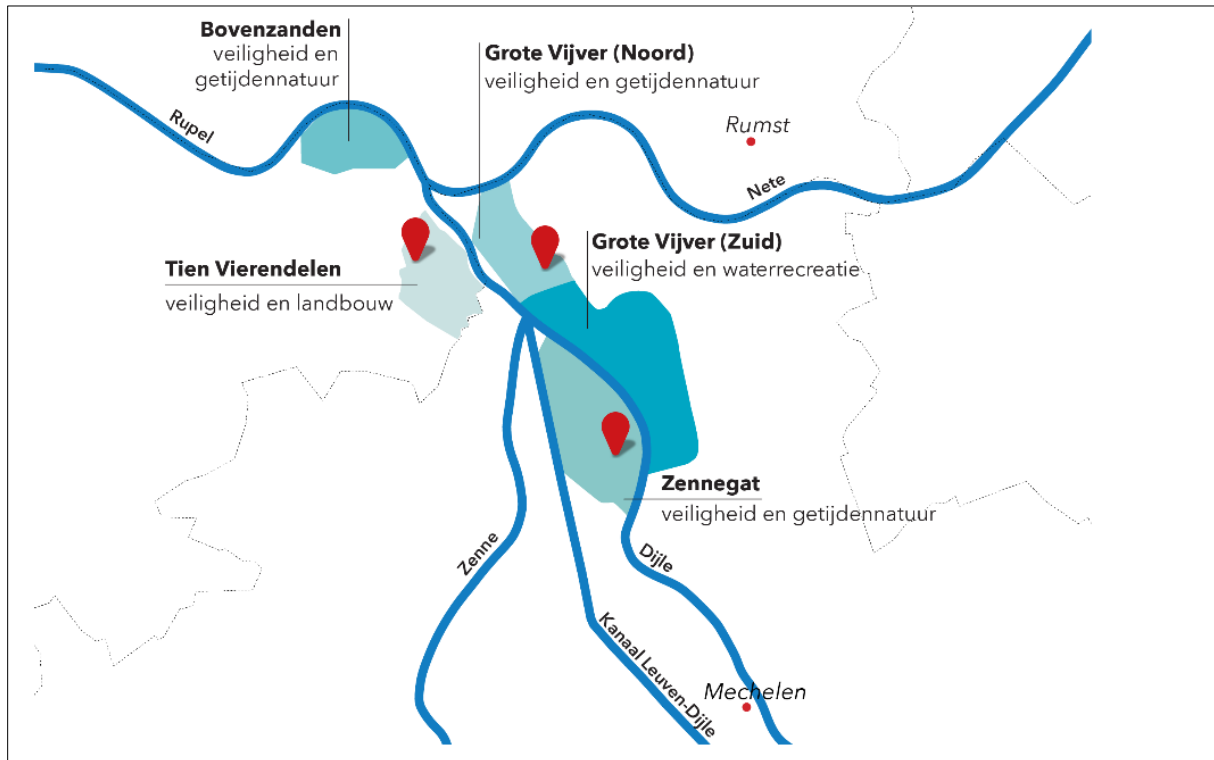 Bovenzanden
veiligheid en
getijdennatuur
Grote Vijver (Noord)
veiligheid en getijdennatuur
Rupel
Rumst
Nete
Grote Vijver (Zuid)
veiligheid en waterrecreatie
Tien Vierendelen
veiligheid en landbouw
Zennegat
veiligheid en getijdennatuur
Zenne
Dijle
Kanaal Leuven-Dijle
Mechelen